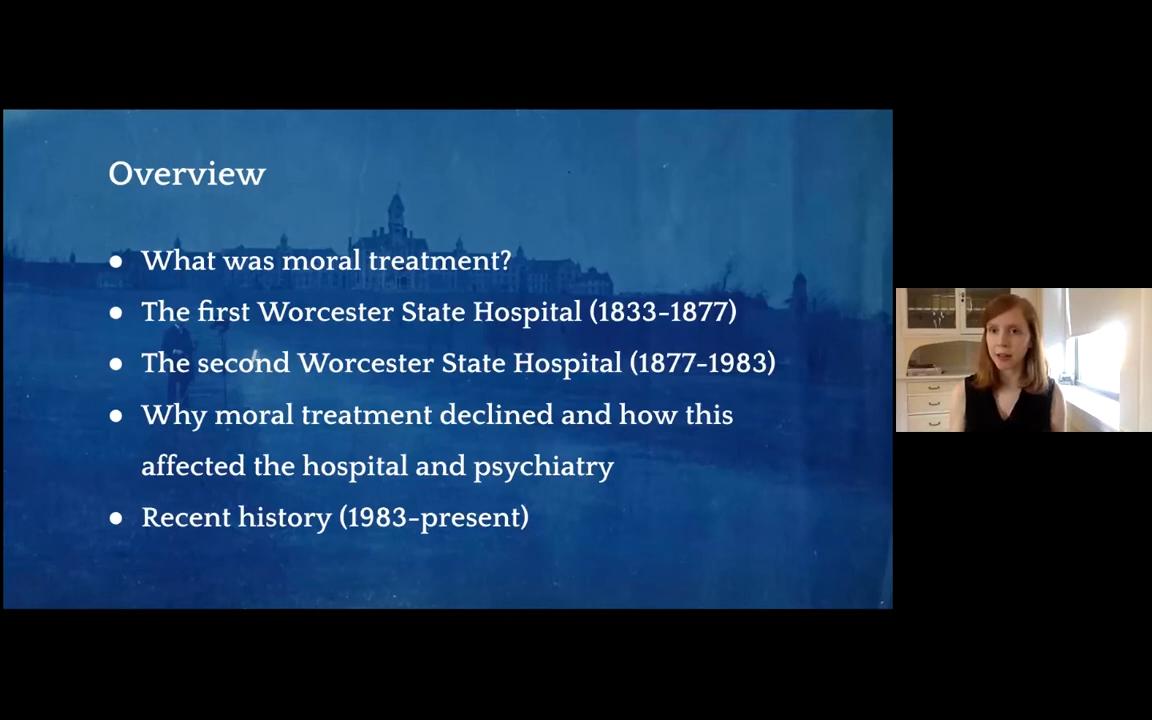 Overview
● What was moral treatment?
● The first Worcester State Hospital (1833-1877)
● The second Worcester State Hospital (1877-1983)
● Why moral treatment declined and how this
affected the hospital and psychiatry
● Recent history (1983-present)